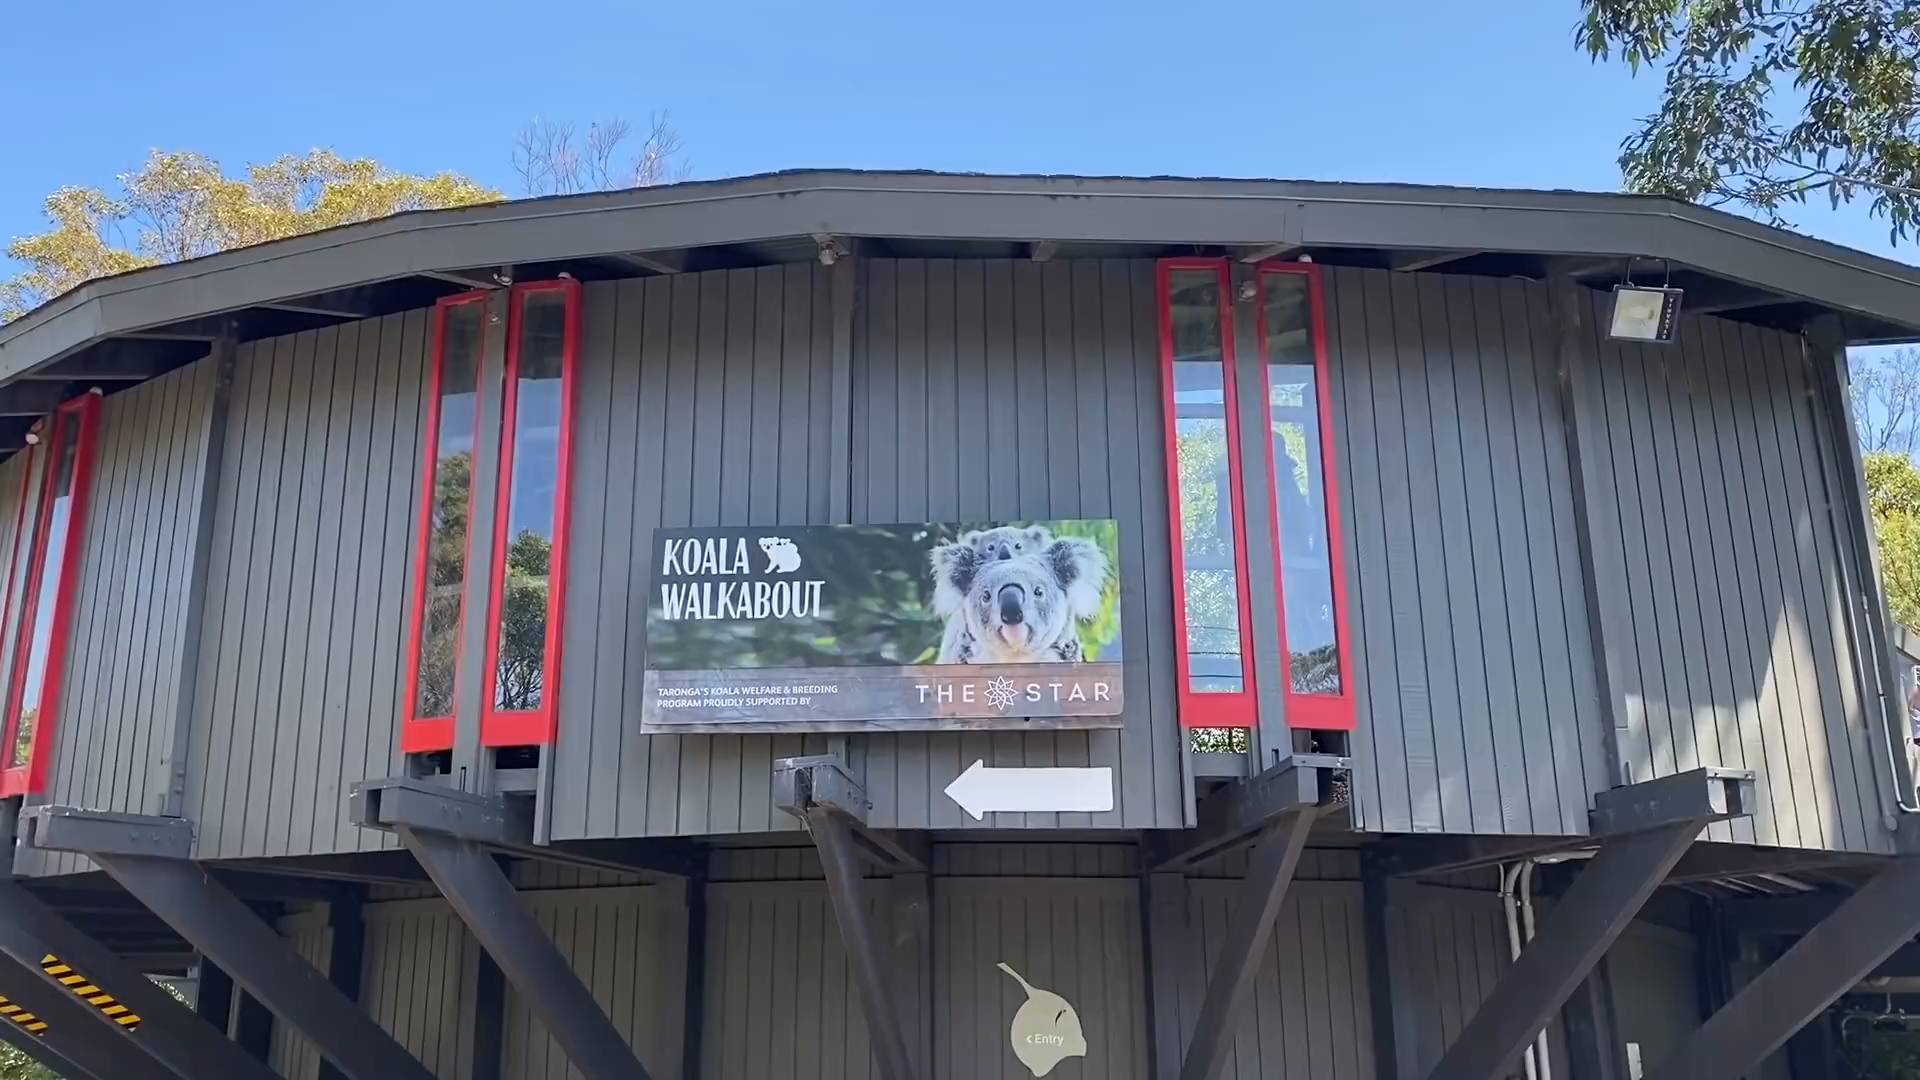 KOALA
WALKABOUT
TARONGA'S KOALA WELFARE & BREEDING
PROGRAM PROUDLY SUPPORTED BY
THE STAR
< Entry